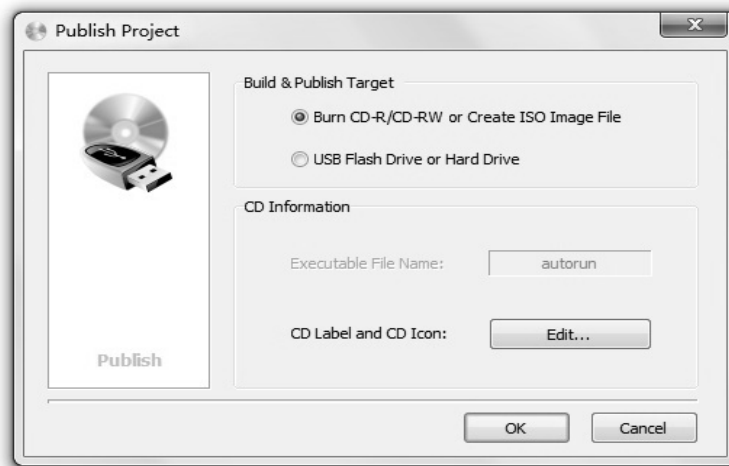 Publish Project
Build & Publish Target
Burn CD-R/CD-RW or Create ISO Image File
USB Flash Drive or Hard Drive
CD Information
Executable File Name:
autorun
CD Label and CD Icon:
Edit...
Publish
OK
Cancel